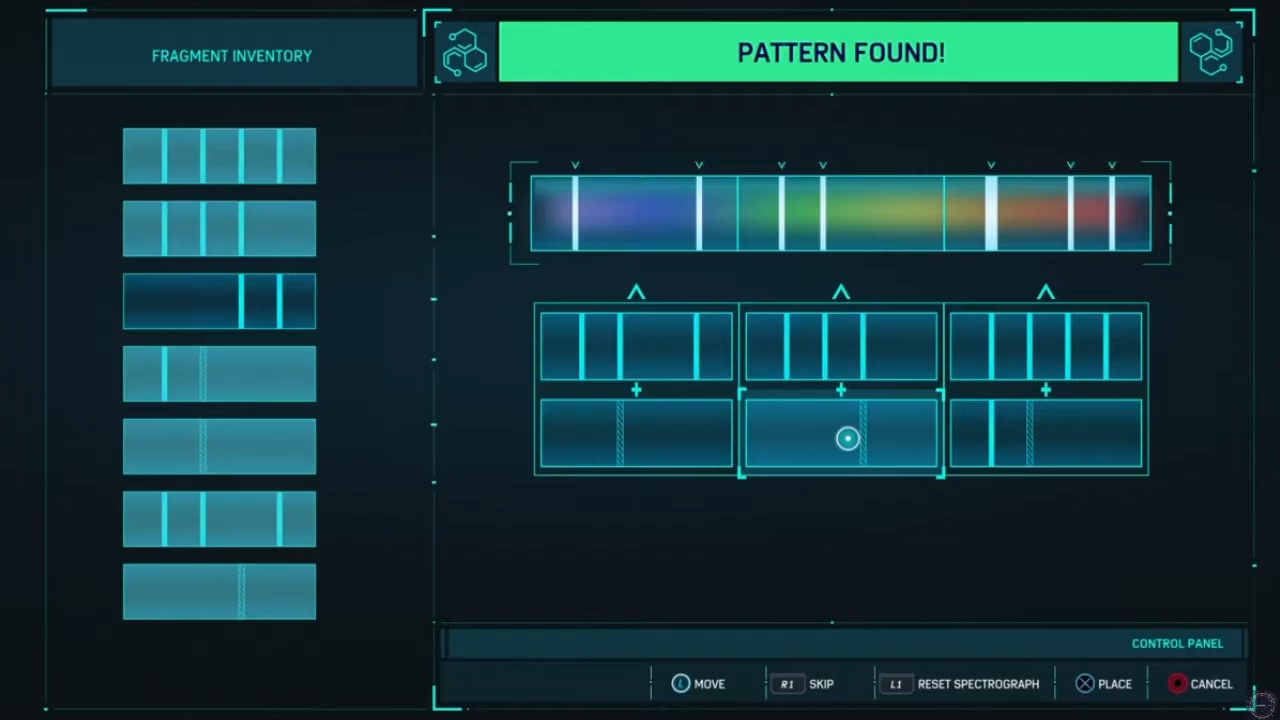 FRAGMENT INVENTORY
PATTERN FOUND!
CONTROL PANEL
L MOVE
R1 SKIP
L1 RESET SPECTROGRAPH
PLACE
CANCEL